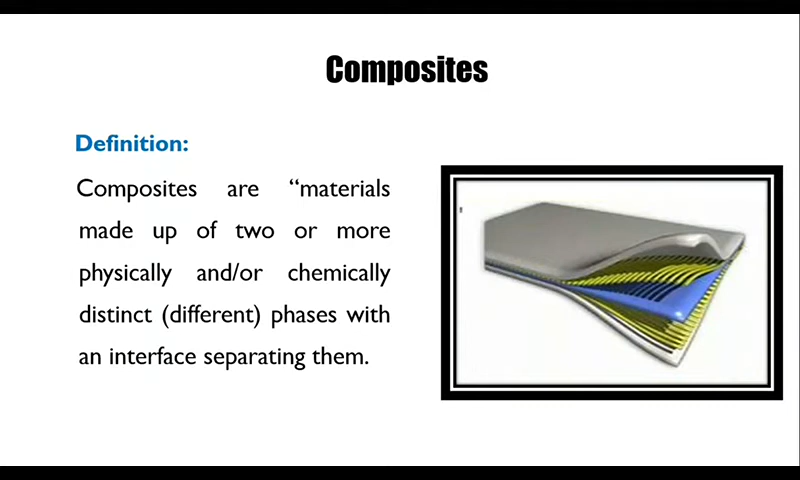 Composites
Definition:
Composites are “materials
made up of two or more
physically and/or chemically
distinct (different) phases with
an interface separating them.